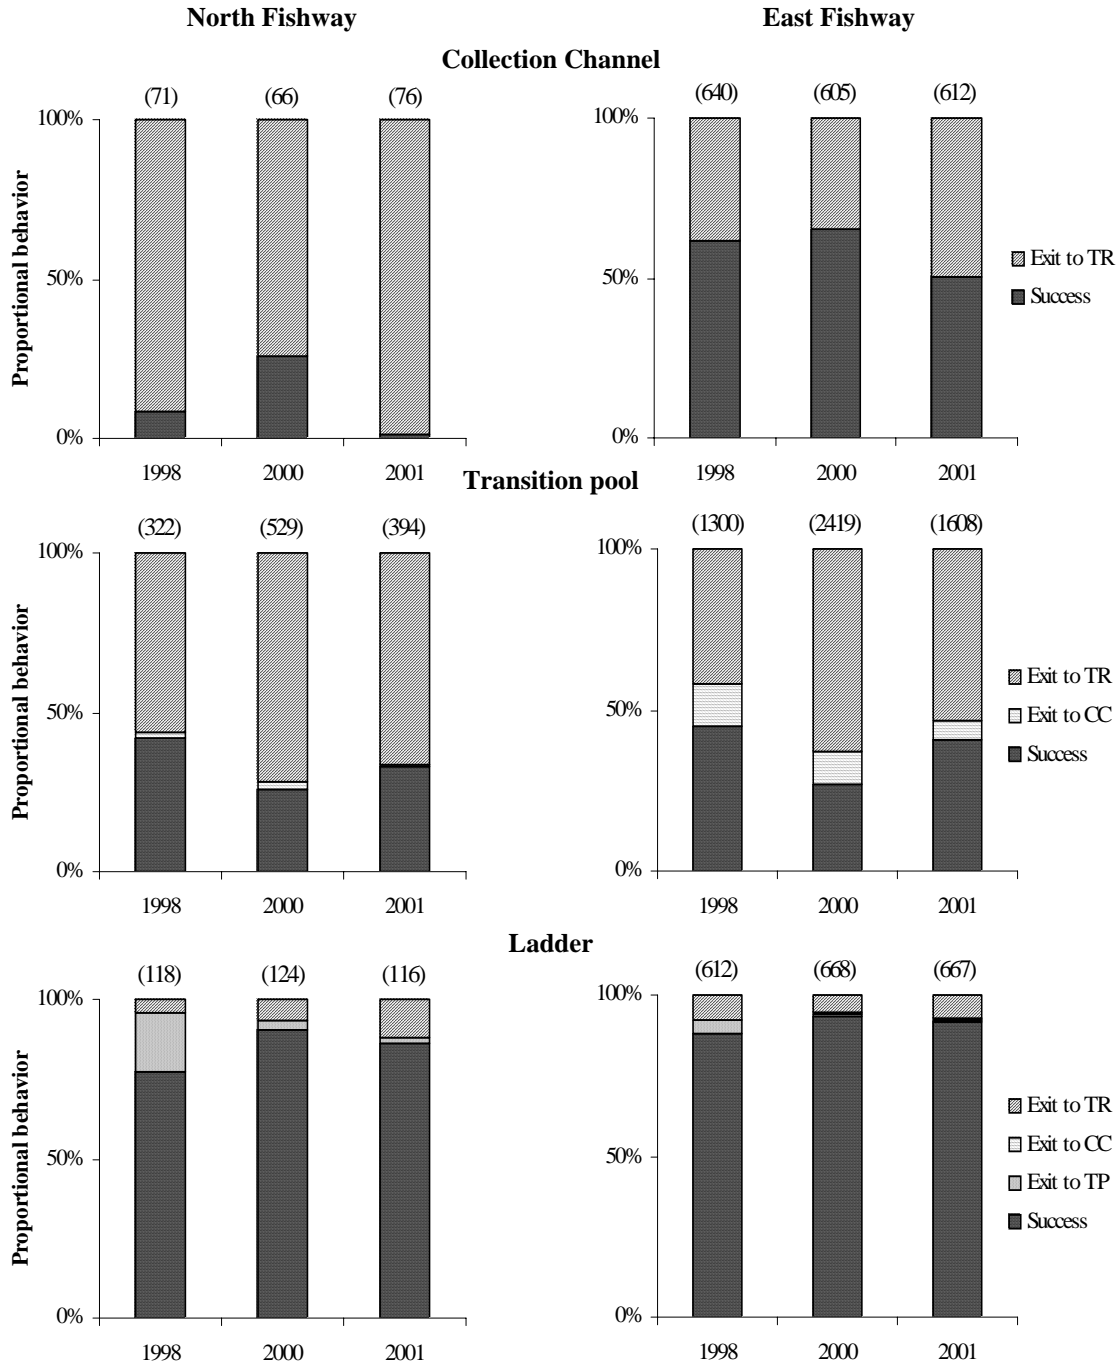 North Fishway East Fishway
Collection Channel
(71) (66) (76) (640) (605) (612)
100% 100%
Proportional behavior
50% 50%
Exit to TR
Success
0% 0%
1998 2000 2001 1998 2000 2001
Transition pool
(322) (529) (394) (1300) (2419) (1608)
100% 100%
Proportional behavior
Exit to TR
50% 50%
Exit to CC
Success
0% 0%
1998 2000 2001 1998 2000 2001
Ladder
(118) (124) (116) (612) (668) (667)
100% 100%
Proportional behavior
Exit to TR
50% 50%
Exit to CC
Exit to TP
Success
0% 0%
1998 2000 2001 1998 2000 2001